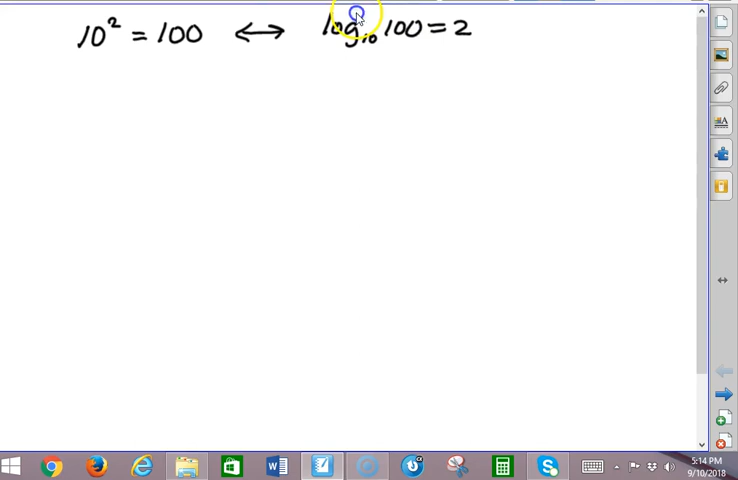 10² = 100 ↔ log₁₀ 100 = 2
5:14 PM
9/10/2018